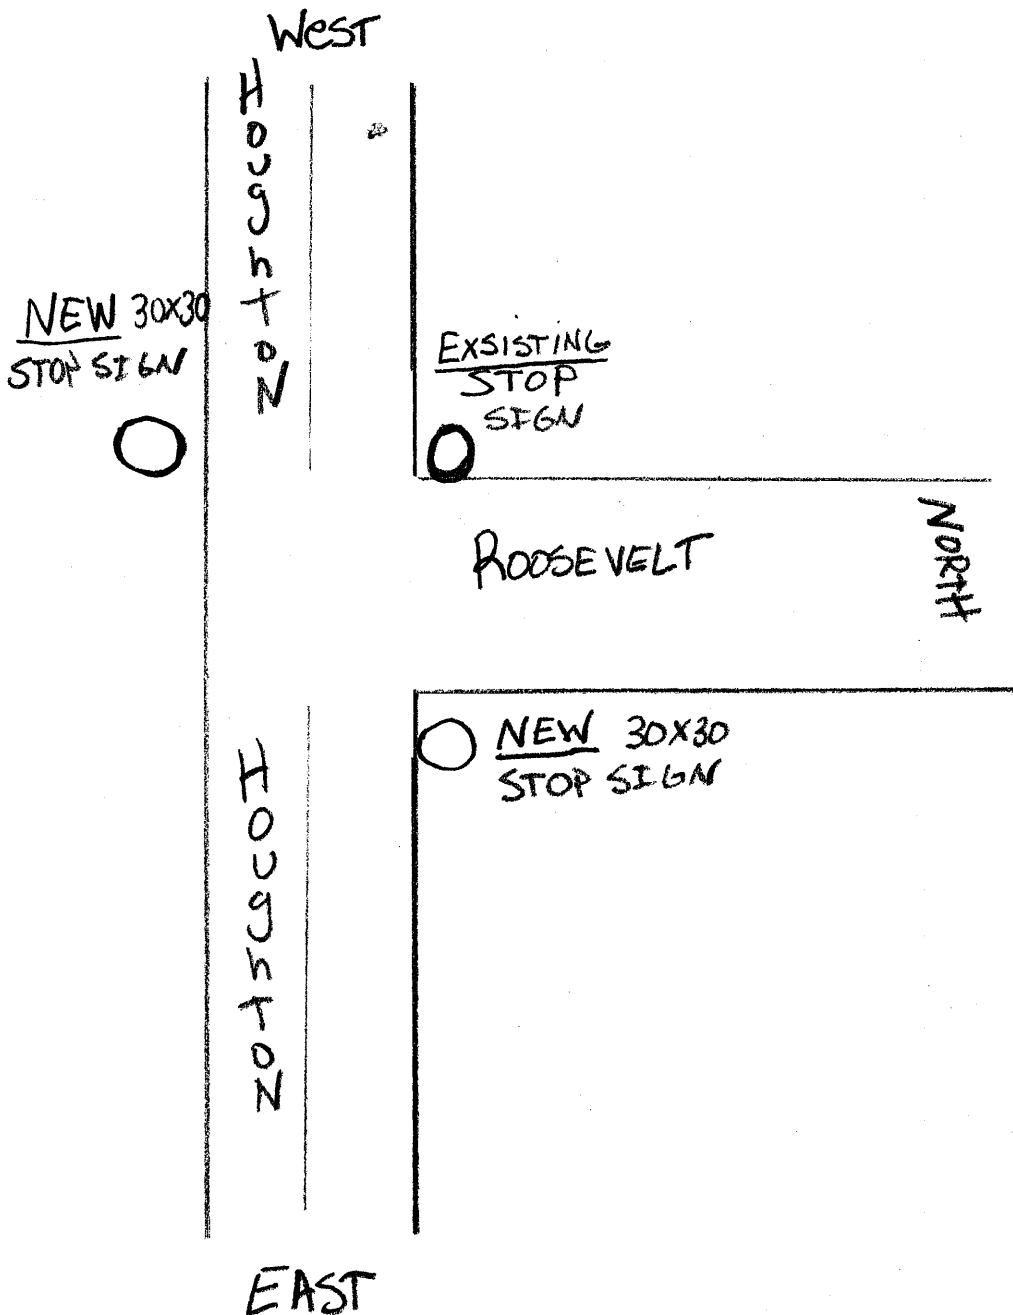 West
Houghton
NEW 30X30
STOP SIGN
EXSISTING
STOP
SIGN
ROOSEVELT
NORTH
NEW 30X30
STOP SIGN
HoughTON
EAST